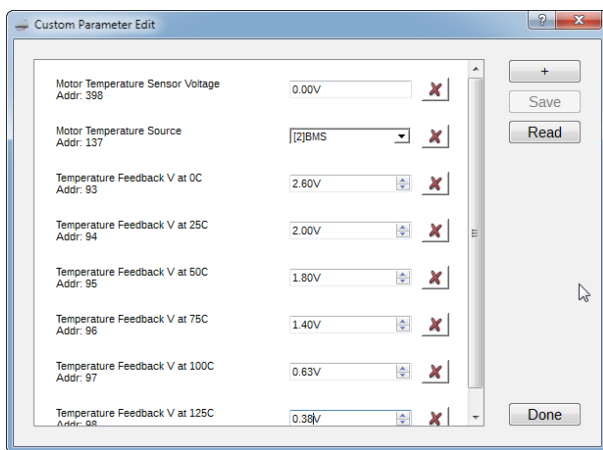 Custom Parameter Edit
?
x
Motor Temperature Sensor Voltage
Addr: 398
0.00V
X
+
Save
Motor Temperature Source
Addr: 137
[2]BMS
X
Read
Temperature Feedback V at 0C
Addr: 93
2.60V
X
Temperature Feedback V at 25C
Addr: 94
2.00V
X
Temperature Feedback V at 50C
Addr: 95
1.80V
X
Temperature Feedback V at 75C
Addr: 96
1.40V
X
Temperature Feedback V at 100C
Addr: 97
0.63V
X
Temperature Feedback V at 125C
Addr: 98
0.38V
X
Done